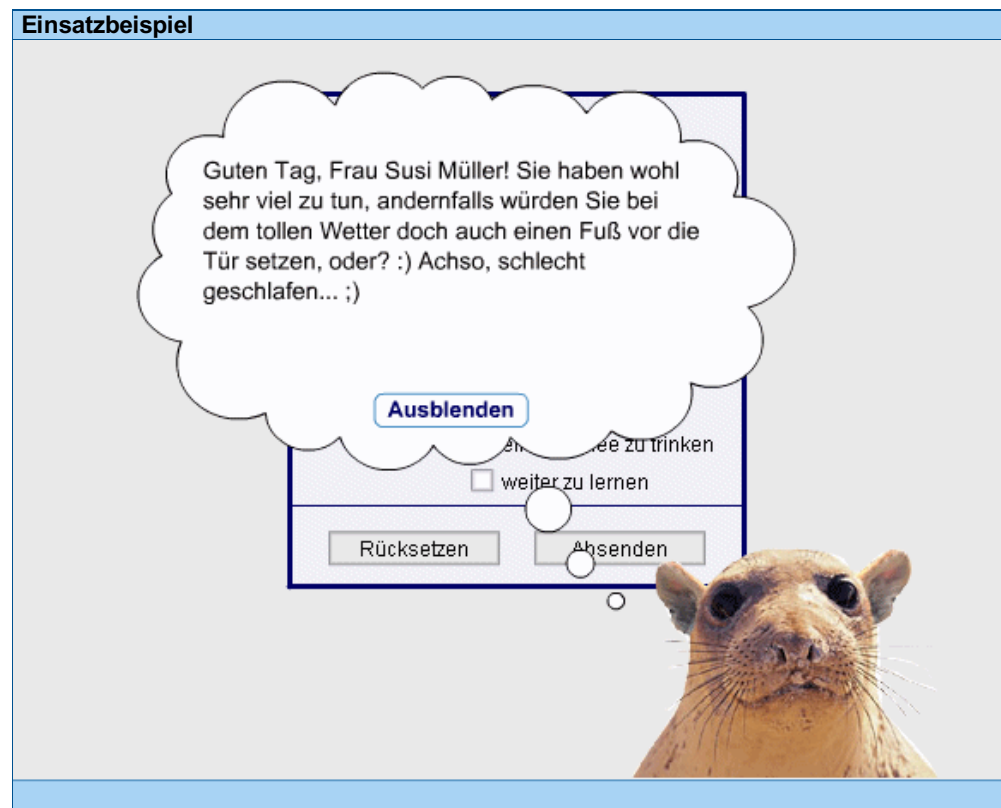 Einsatzbeispiel
Guten Tag, Frau Susi Müller! Sie haben wohl
sehr viel zu tun, andernfalls würden Sie bei
dem tollen Wetter doch auch einen Fuß vor die
Tür setzen, oder? :) Achso, schlecht
geschlafen... ;)
Ausblenden
zu trinken
weiter zu lernen
Rücksetzen
Absenden